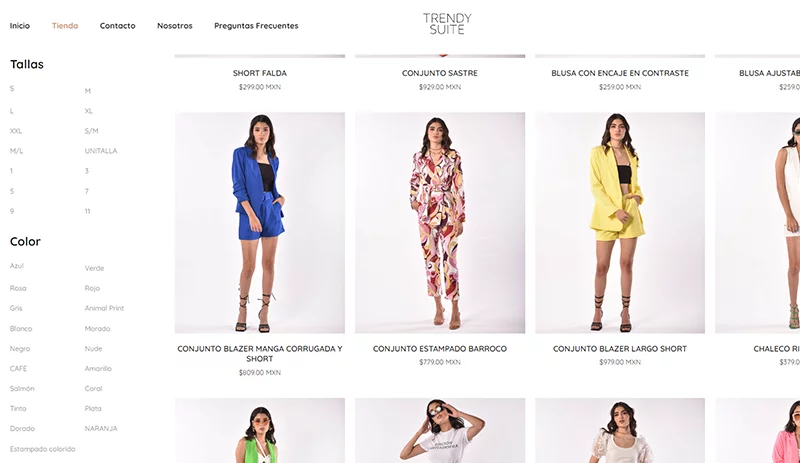 Inicio
Tienda
Contacto
Nosotros
Preguntas Frecuentes
TRENDY
SUITE
Tallas
S
M
L
XL
XXL
S/M
M/L
UNITALLA
1
3
5
7
9
11
Color
Azul
Verde
Rosa
Rojo
Gris
Animal Print
Blanco
Morado
Negro
Nude
CAFE
Amarillo
Salmón
Coral
Tinto
Plata
Dorado
NARANJA
Estampado colorido
SHORT FALDA
$299.00 MXN
CONJUNTO SASTRE
$929.00 MXN
BLUSA CON ENCAJE EN CONTRASTE
$259.00 MXN
BLUSA AJUSTAB
$259.0
CONJUNTO BLAZER MANGA CORRUGADA Y
SHORT
$809.00 MXN
CONJUNTO ESTAMPADO BARROCO
$779.00 MXN
CONJUNTO BLAZER LARGO SHORT
$979.00 MXN
CHALECO RI
$379.0